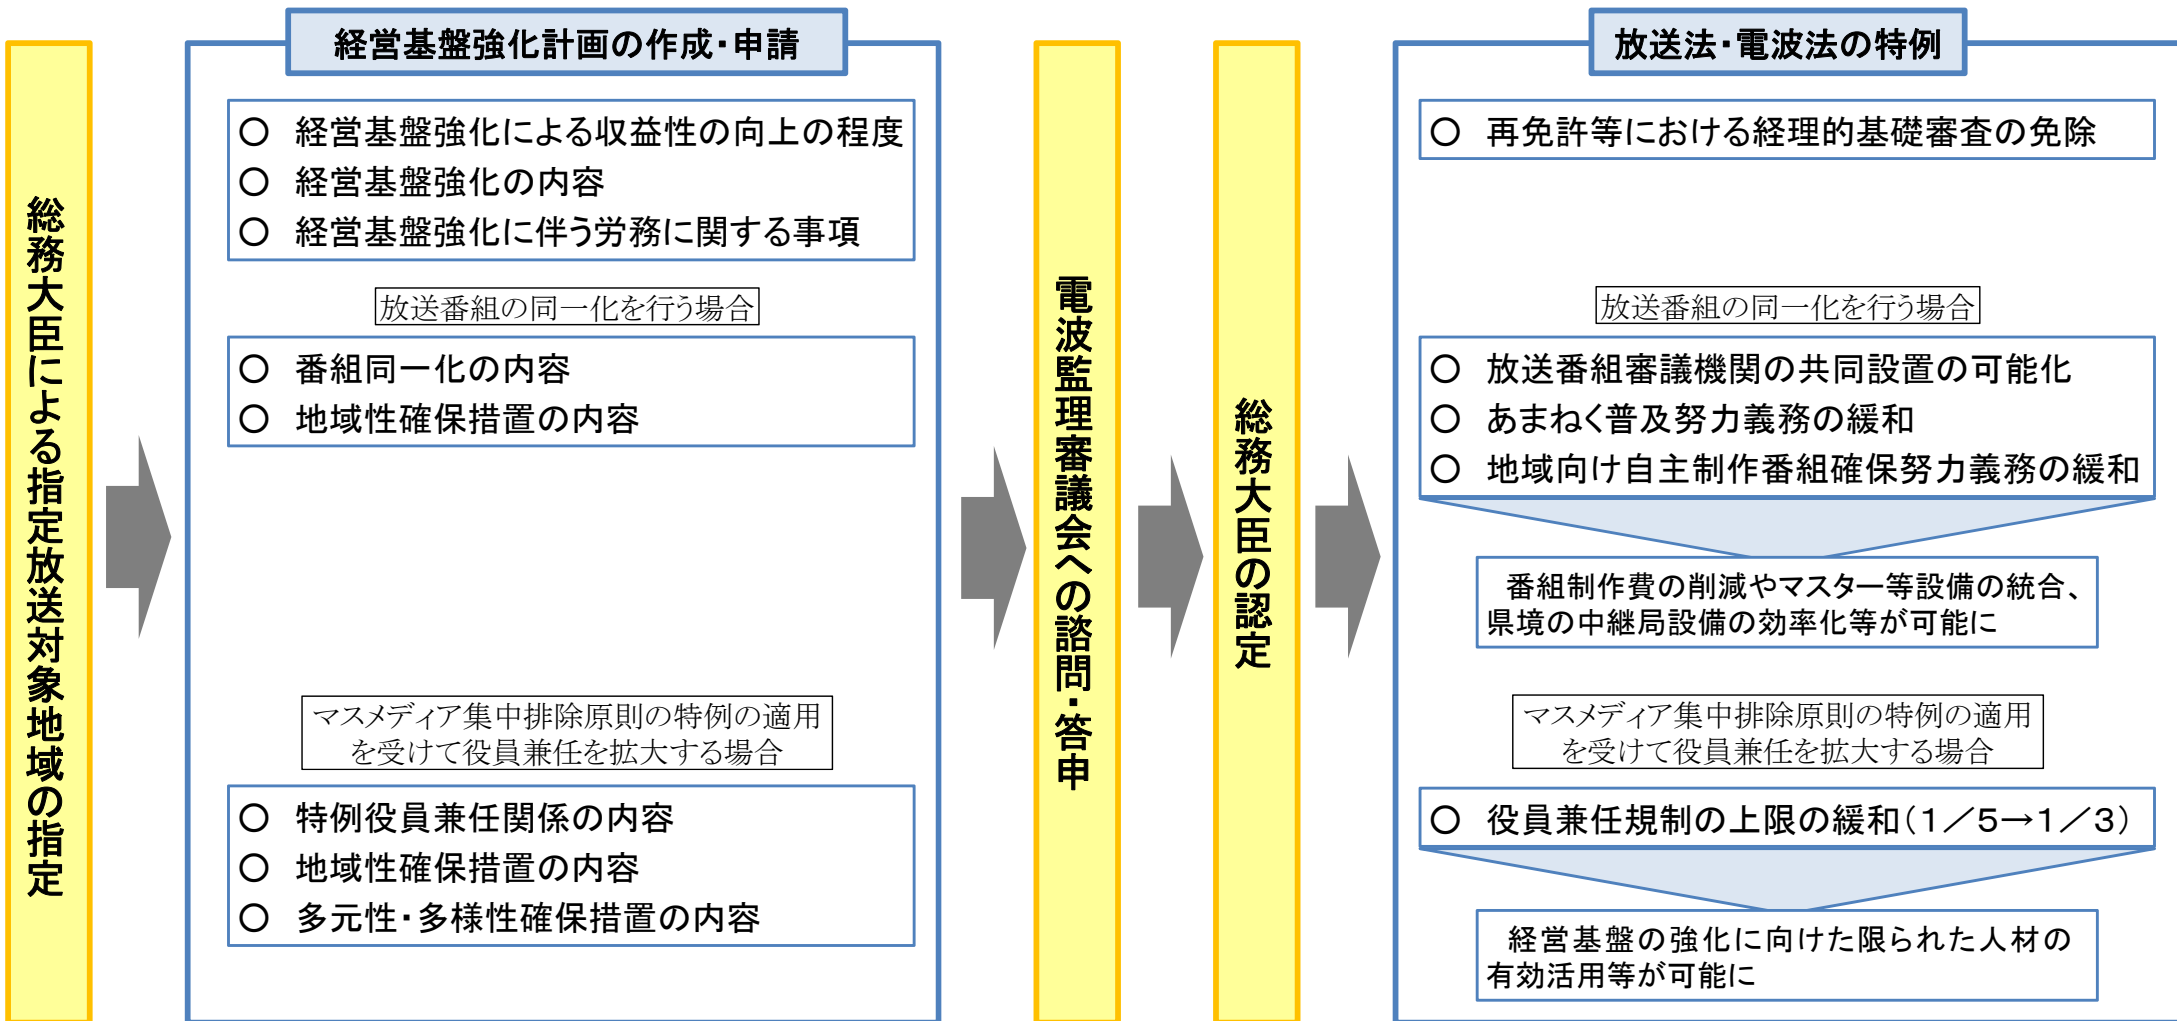 総務大臣による指定放送対象地域の指定
経営基盤強化計画の作成・申請
○ 経営基盤強化による収益性の向上の程度
○ 経営基盤強化の内容
○ 経営基盤強化に伴う労務に関する事項
放送番組の同一化を行う場合
○ 番組同一化の内容
○ 地域性確保措置の内容
マスメディア集中排除原則の特例の適用
を受けて役員兼任を拡大する場合
○ 特例役員兼任関係の内容
○ 地域性確保措置の内容
○ 多元性・多様性確保措置の内容
電波監理審議会への諮問・答申
総務大臣の認定
放送法・電波法の特例
○ 再免許等における経理的基礎審査の免除
放送番組の同一化を行う場合
○ 放送番組審議機関の共同設置の可能化
○ あまねく普及努力義務の緩和
○ 地域向け自主制作番組確保努力義務の緩和
番組制作費の削減やマスター等設備の統合、
県境の中継局設備の効率化等が可能に
マスメディア集中排除原則の特例の適用
を受けて役員兼任を拡大する場合
○ 役員兼任規制の上限の緩和(1/5→1/3)
経営基盤の強化に向けた限られた人材の
有効活用等が可能に